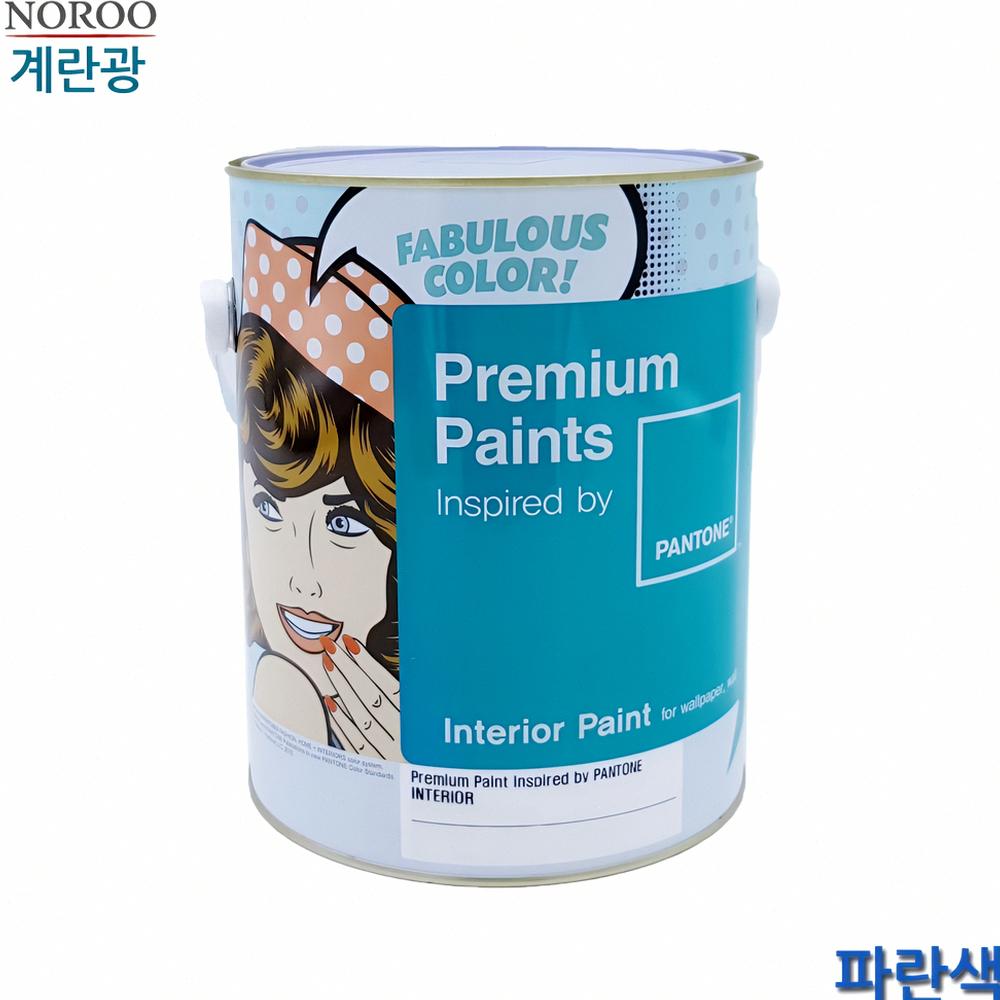 NOROO
계란광
FABULOUS
COLOR!
Premium
Paints
Inspired by
PANTONE®
Interior Paint for wallpaper,
Premium Paint Inspired by PANTONE
INTERIOR
파란색